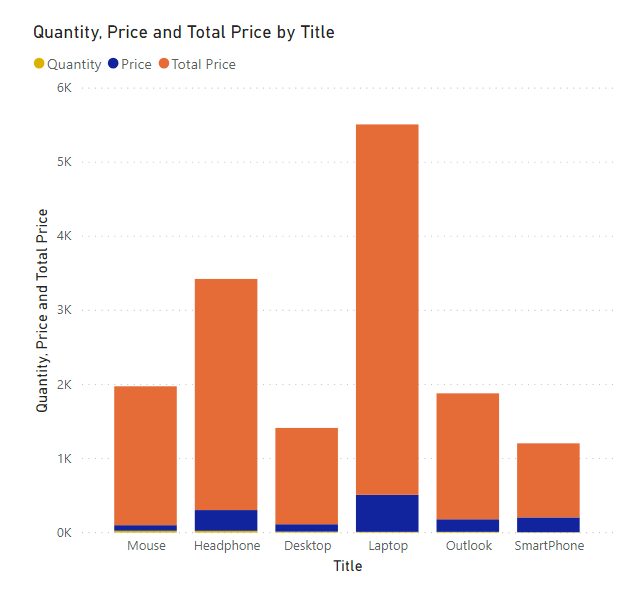 Quantity, Price and Total Price by Title
Quantity Price Total Price
6K
5K
4K
3K
2K
1K
0K
Quantity, Price and Total Price
Mouse Headphone Desktop Laptop Outlook SmartPhone
Title